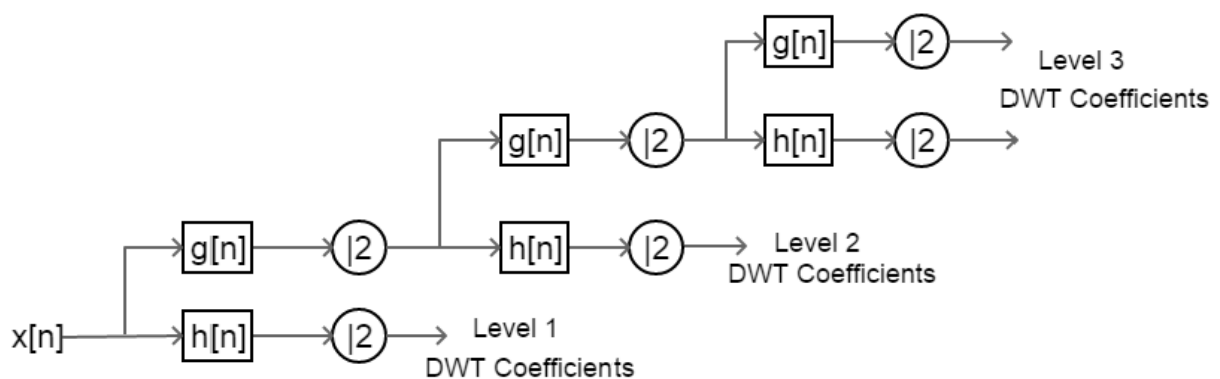 g[n] |2
Level 3
DWT Coefficients
g[n] |2 h[n] |2
g[n] |2 h[n] |2 Level 2
DWT Coefficients
x[n] h[n] |2 Level 1
DWT Coefficients